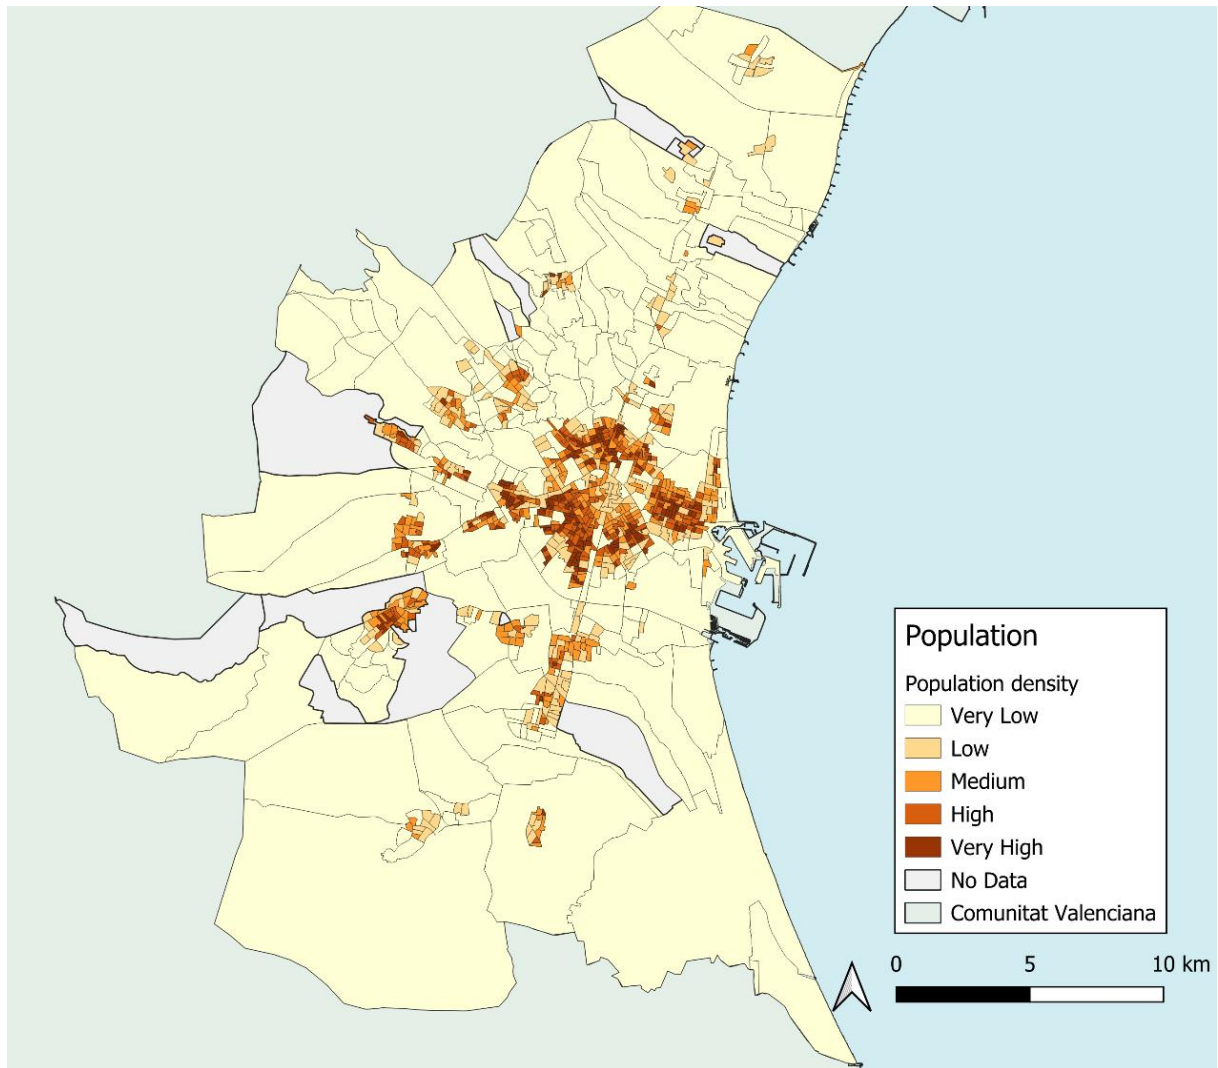 Population
Population density
Very Low
Low
Medium
High
Very High
No Data
Comunitat Valenciana
0 5 10 km